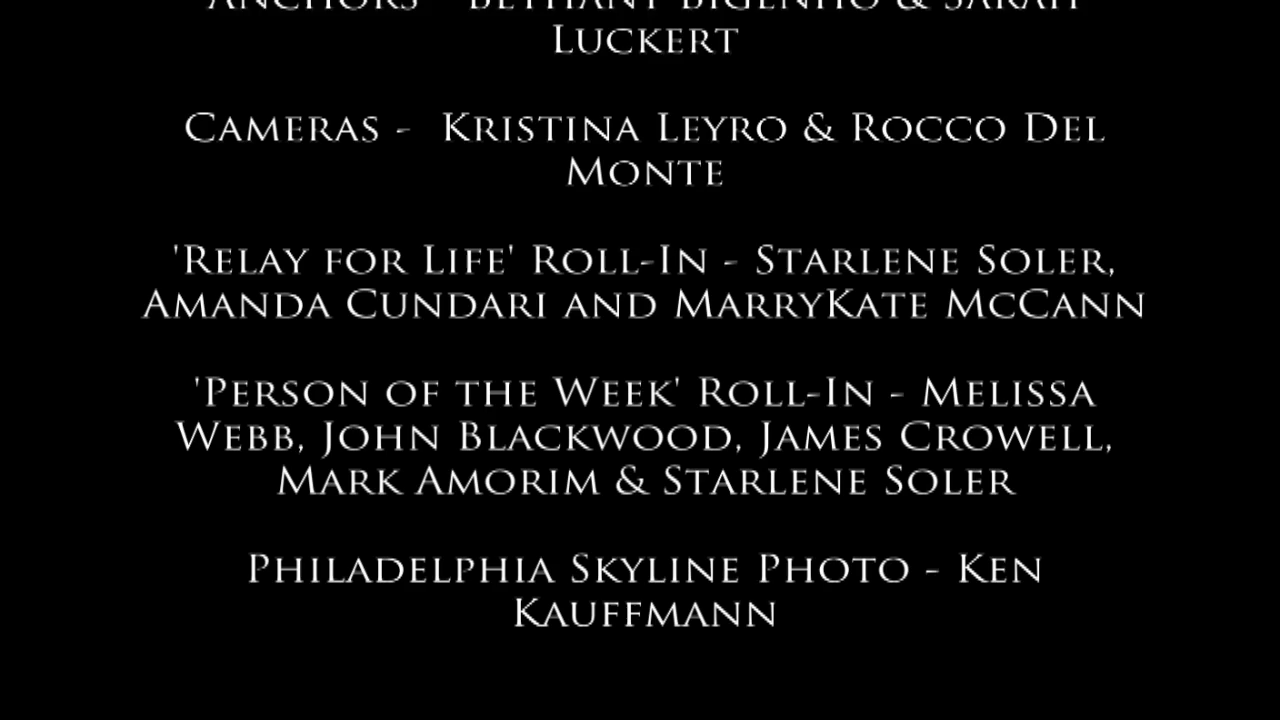 Anchors - Bethany Bigenho & Sarah
Luckert
Cameras -  Kristina Leyro & Rocco Del
Monte
'Relay for Life' Roll-In - Starlene Soler,
Amanda Cundari and MarryKate McCann
'Person of the Week' Roll-In - Melissa
Webb, John Blackwood, James Crowell,
Mark Amorim & Starlene Soler
Philadelphia Skyline Photo - Ken
Kauffmann